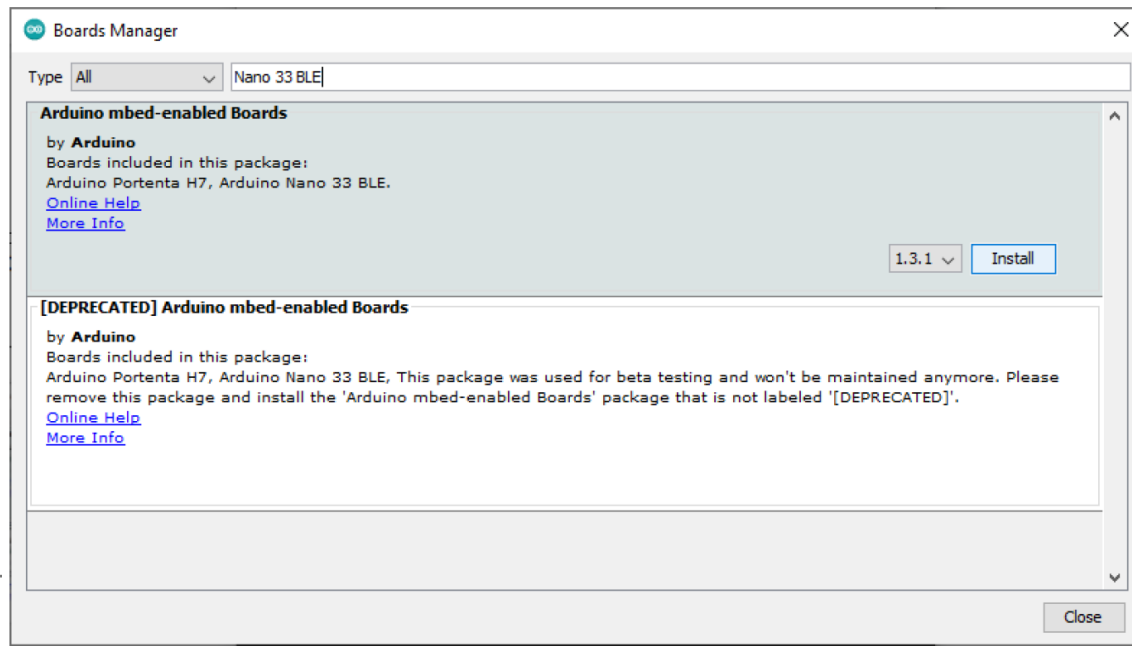 Boards Manager
Type All Nano 33 BLE
Arduino mbed-enabled Boards
by Arduino
Boards included in this package:
Arduino Portenta H7, Arduino Nano 33 BLE.
Online Help
More Info
1.3.1 Install
[DEPRECATED] Arduino mbed-enabled Boards
by Arduino
Boards included in this package:
Arduino Portenta H7, Arduino Nano 33 BLE, This package was used for beta testing and won't be maintained anymore. Please
remove this package and install the 'Arduino mbed-enabled Boards' package that is not labeled '[DEPRECATED]'.
Online Help
More Info
Close